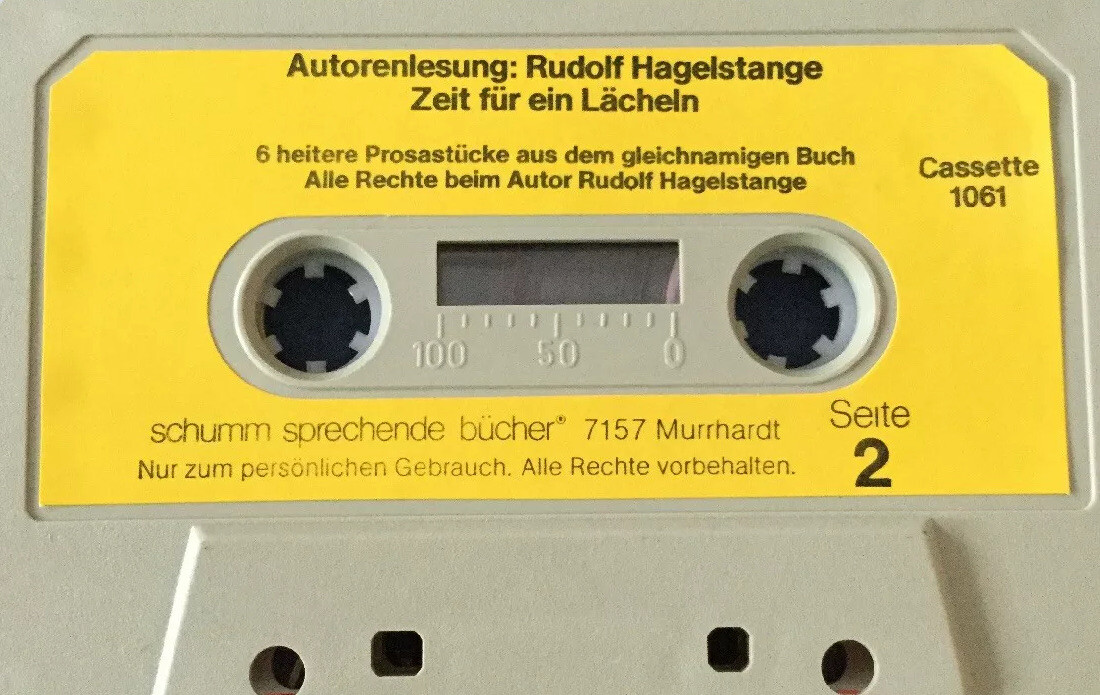 Autorenlesung: Rudolf Hagelstange
Zeit für ein Lächeln
6 heitere Prosastücke aus dem gleichnamigen Buch
Alle Rechte beim Autor Rudolf Hagelstange
Cassette
1061
100 50 0
schumm sprechende bücher® 7157 Murrhardt
Nur zum persönlichen Gebrauch. Alle Rechte vorbehalten.
Seite
2